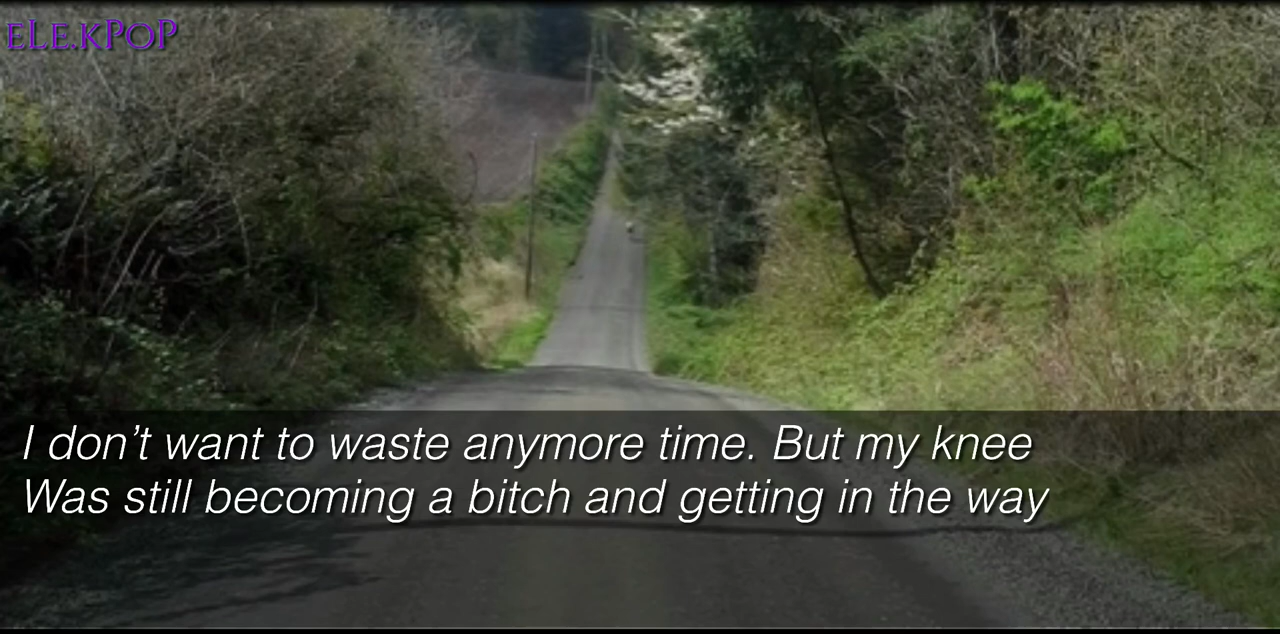 eLe.kPoP
I don't want to waste anymore time. But my knee
Was still becoming a bitch and getting in the way